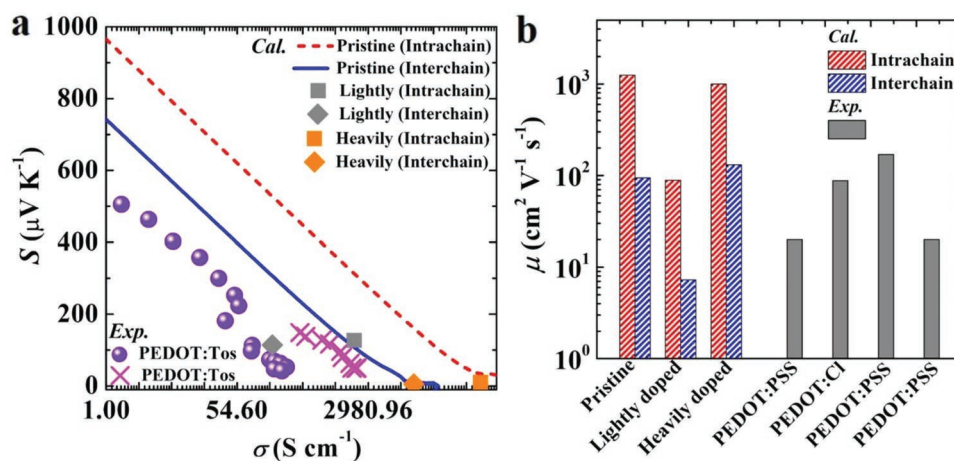 a
1000
800
600
400
200
0
S (μV K⁻¹)
Cal.
Pristine (Intrachain)
Pristine (Interchain)
Lightly (Intrachain)
Lightly (Interchain)
Heavily (Intrachain)
Heavily (Interchain)
Exp.
PEDOT:Tos
PEDOT:Tos
1.00 54.60 2980.96
σ (S cm⁻¹)
b
10³
10²
10¹
10⁰
μ (cm² V⁻¹ s⁻¹)
Cal.
Intrachain
Interchain
Exp.
Pristine
Lightly doped
Heavily doped
PEDOT:PSS
PEDOT:Cl
PEDOT:PSS
PEDOT:PSS